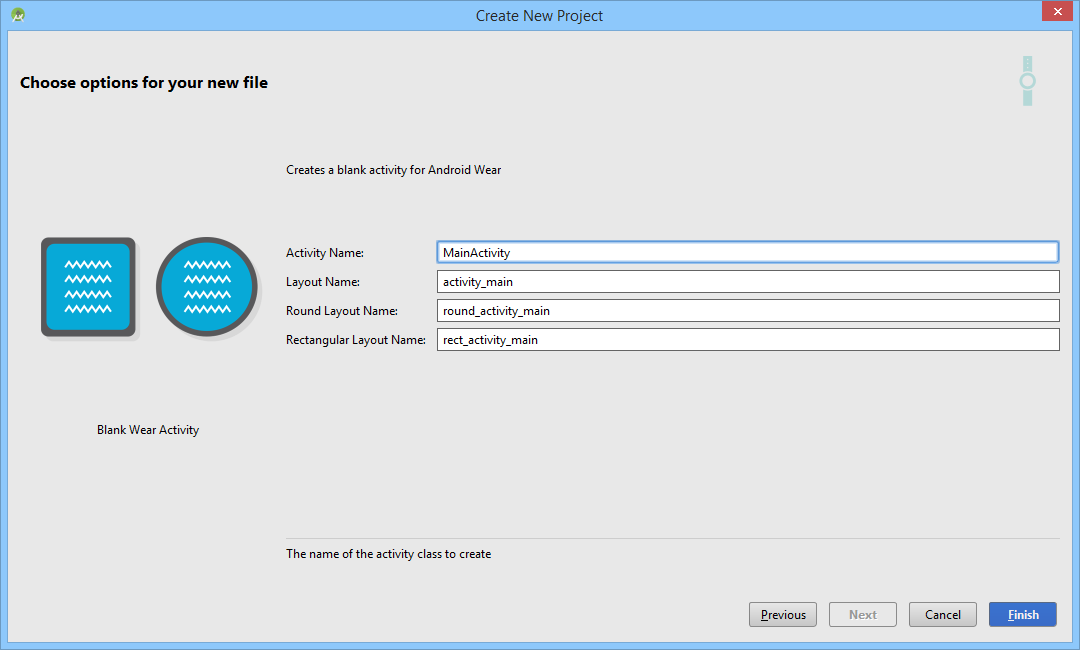 Create New Project
Choose options for your new file
Creates a blank activity for Android Wear
Activity Name: MainActivity
Layout Name: activity_main
Round Layout Name: round_activity_main
Rectangular Layout Name: rect_activity_main
Blank Wear Activity
The name of the activity class to create
Previous Next Cancel Finish